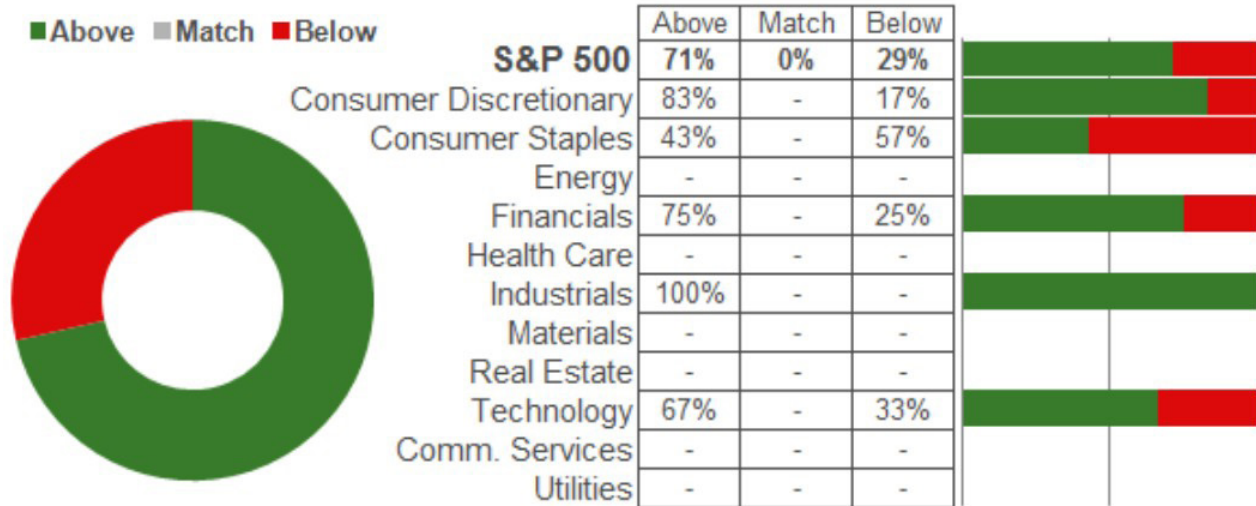 Above Match Below
Above Match Below
S&P 500 71% 0% 29%
Consumer Discretionary 83% - 17%
Consumer Staples 43% - 57%
Energy - - -
Financials 75% - 25%
Health Care - - -
Industrials 100% - -
Materials - - -
Real Estate - - -
Technology 67% - 33%
Comm. Services - - -
Utilities - - -